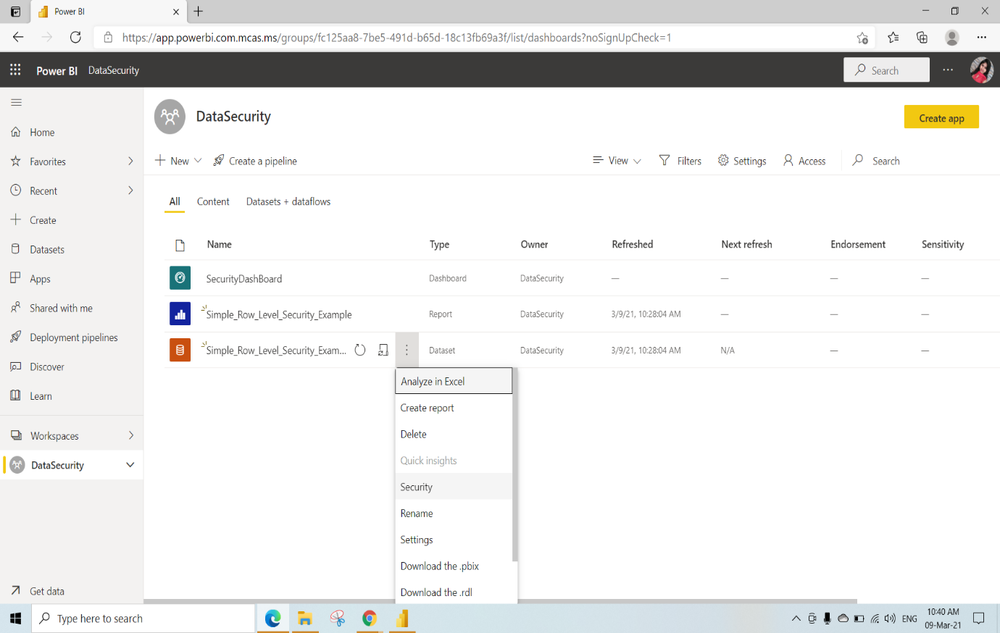 Power BI
https://app.powerbi.com.mcas.ms/groups/fc125aa8-7be5-491d-b65d-18c13fb69a3f/list/dashboards?noSignUpCheck=1
Power BI DataSecurity Search
DataSecurity Create app
Home
Favorites
Recent
Create
Datasets
Apps
Shared with me
Deployment pipelines
Discover
Learn
Workspaces
DataSecurity
Get data
New Create a pipeline View Filters Settings Access Search
All Content Datasets + dataflows
Name Type Owner Refreshed Next refresh Endorsement Sensitivity
SecurityDashBoard Dashboard DataSecurity — — — —
Simple_Row_Level_Security_Example Report DataSecurity 3/9/21, 10:28:04 AM — — —
Simple_Row_Level_Security_Exam... Dataset DataSecurity 3/9/21, 10:28:04 AM N/A — —
Analyze in Excel
Create report
Delete
Quick insights
Security
Rename
Settings
Download the .pbix
Download the .rdl
Type here to search ENG 10:40 AM
09-Mar-21